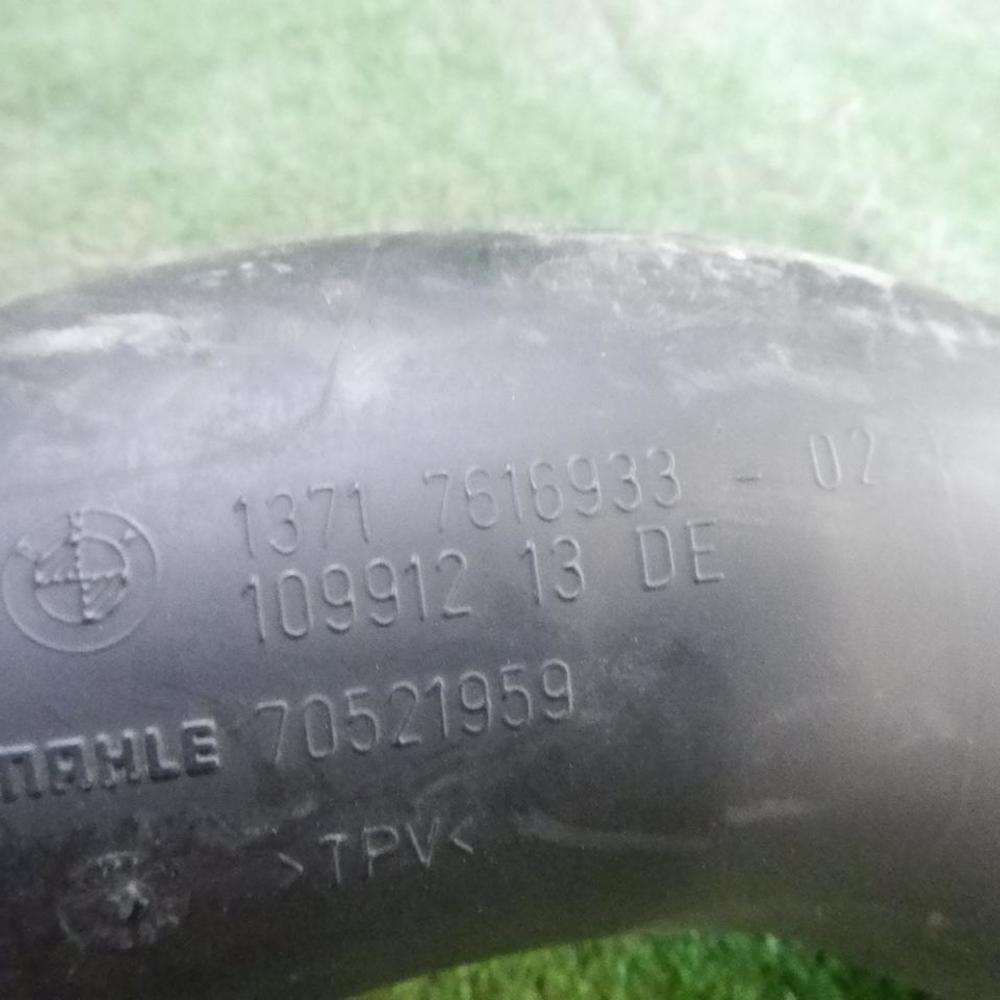 1371 7616933 - 02
109912 13 DE
MAHLE 70521959
>TPV<